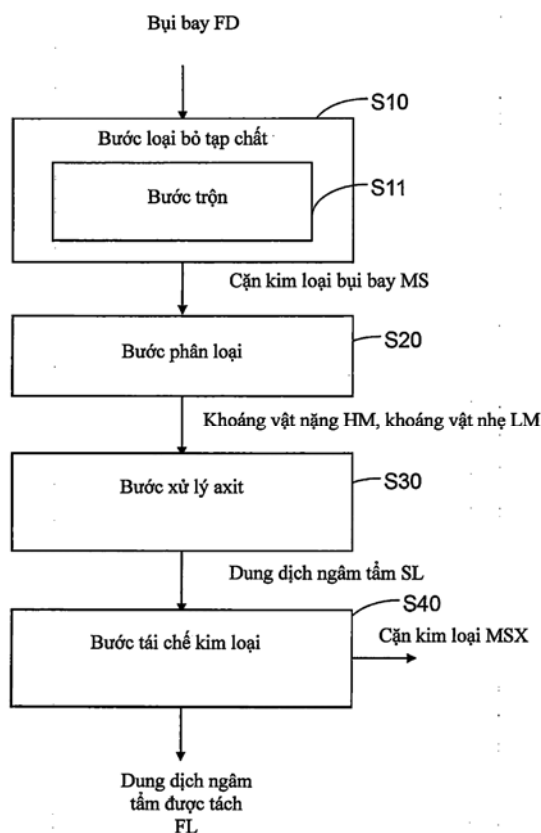 Bụi bay FD
S10
Bước loại bỏ tạp chất
Bước trộn
S11
Cặn kim loại bụi bay MS
Bước phân loại
S20
Khoáng vật nặng HM, khoáng vật nhẹ LM
Bước xử lý axit
S30
Dung dịch ngâm tẩm SL
S40
Bước tái chế kim loại
Cặn kim loại MSX
Dung dịch ngâm
tẩm được tách
FL